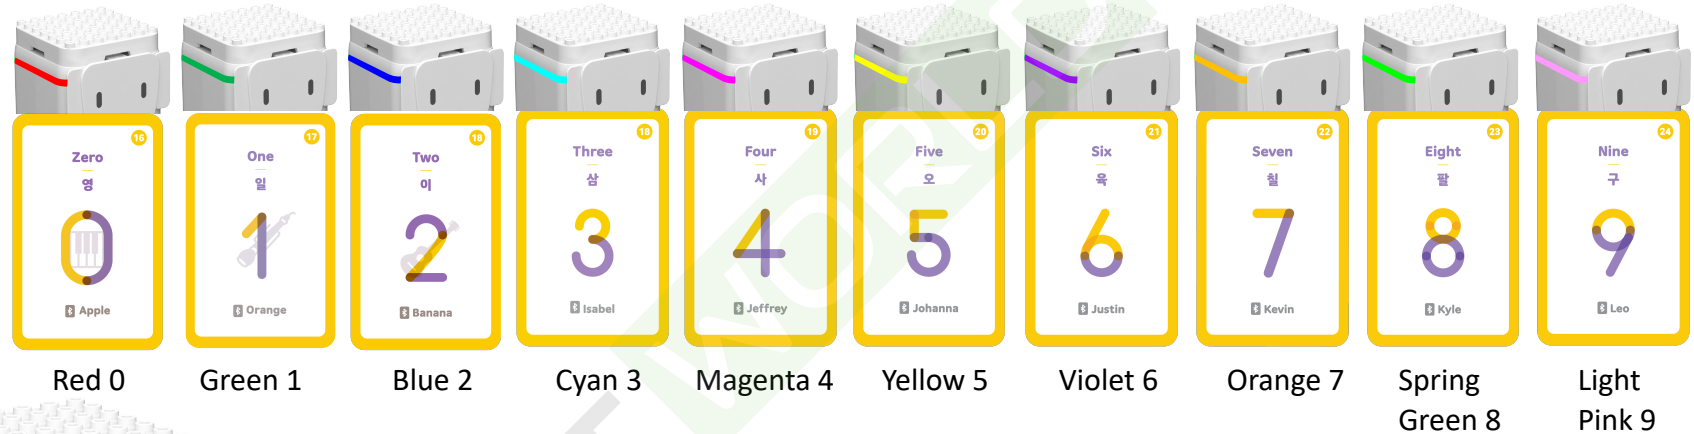 16
Zero
영
0
Apple
Red 0
17
One
일
1
Orange
Green 1
18
Two
이
2
Banana
Blue 2
18
Three
삼
3
Isabel
Cyan 3
19
Four
사
4
Jeffrey
Magenta 4
20
Five
오
5
Johanna
Yellow 5
21
Six
육
6
Justin
Violet 6
22
Seven
칠
7
Kevin
Orange 7
23
Eight
팔
8
Kyle
Spring
Green 8
24
Nine
구
9
Leo
Light
Pink 9
WORLD